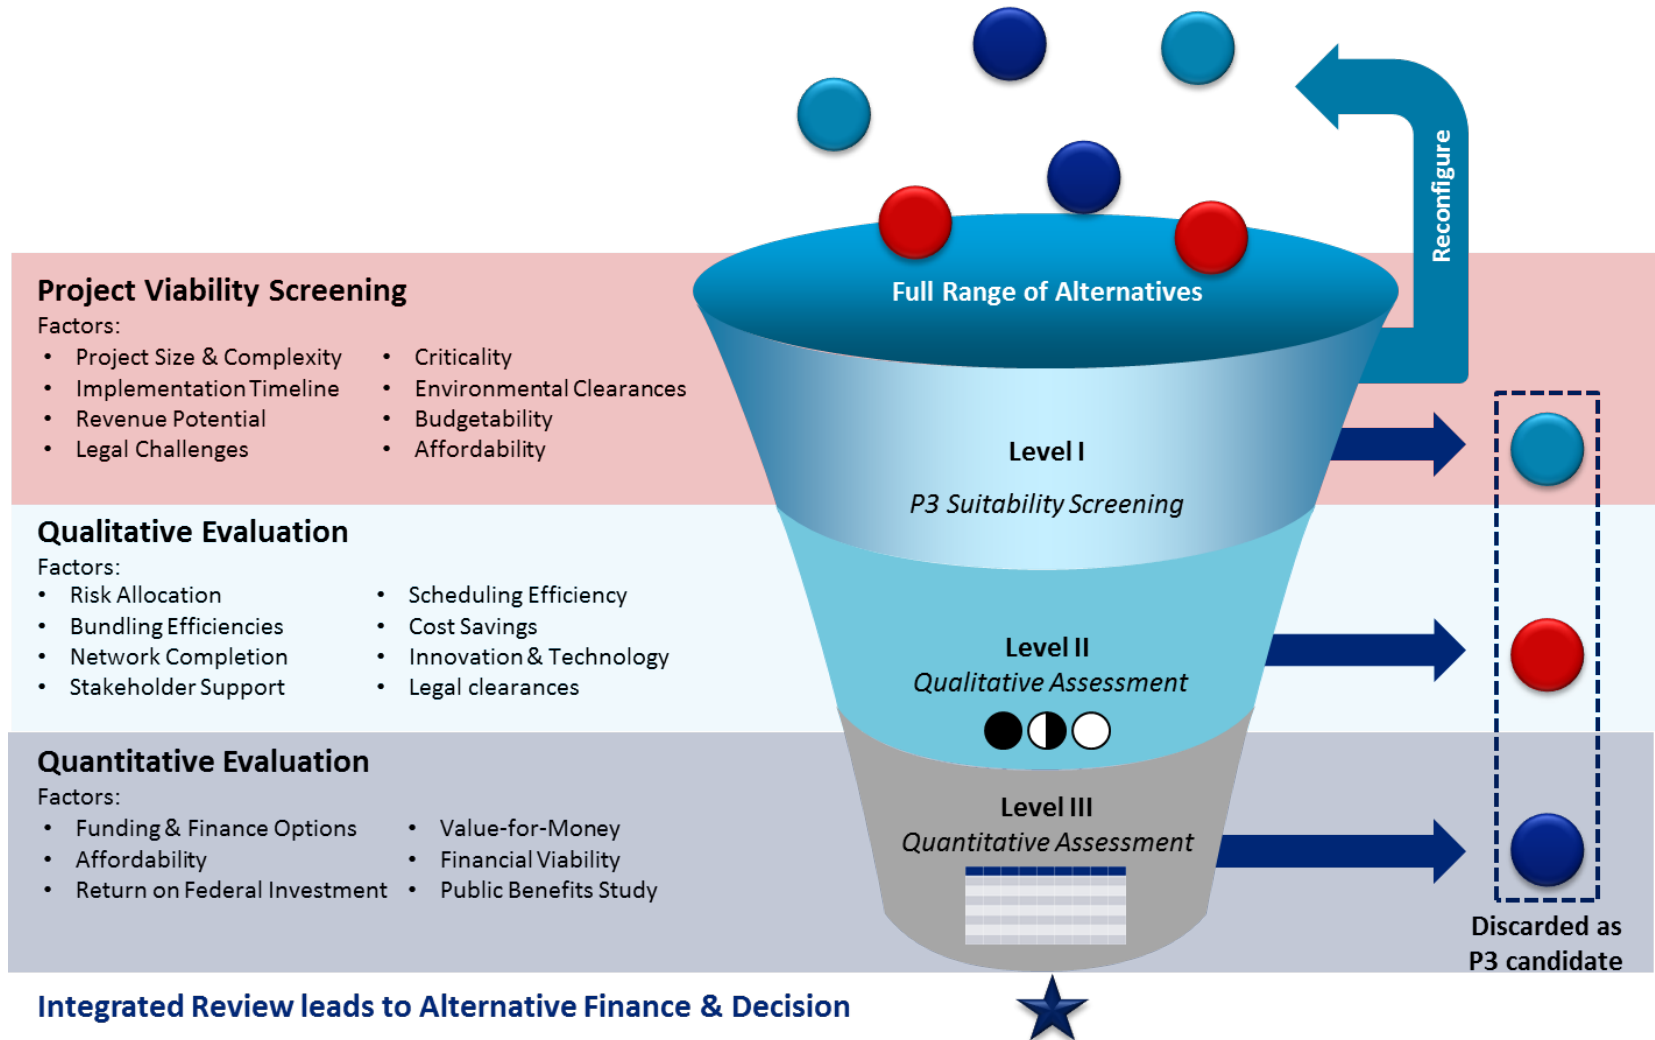 Reconfigure
Full Range of Alternatives
Project Viability Screening
Factors:
• Project Size & Complexity
• Implementation Timeline
• Revenue Potential
• Legal Challenges
• Criticality
• Environmental Clearances
• Budgetability
• Affordability
Level I
P3 Suitability Screening
Qualitative Evaluation
Factors:
• Risk Allocation
• Bundling Efficiencies
• Network Completion
• Stakeholder Support
• Scheduling Efficiency
• Cost Savings
• Innovation & Technology
• Legal clearances
Level II
Qualitative Assessment
Quantitative Evaluation
Factors:
• Funding & Finance Options
• Affordability
• Return on Federal Investment
• Value-for-Money
• Financial Viability
• Public Benefits Study
Level III
Quantitative Assessment
Discarded as
P3 candidate
Integrated Review leads to Alternative Finance & Decision